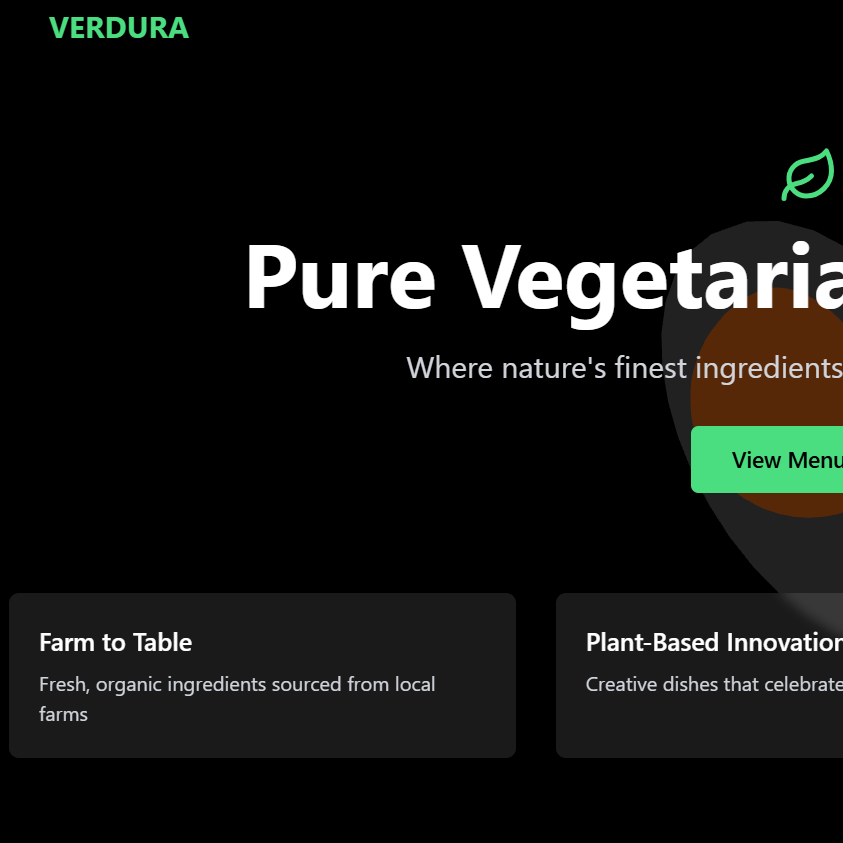 VERDURA
Pure Vegetaria
Where nature's finest ingredients
View Menu
Farm to Table
Fresh, organic ingredients sourced from local
farms
Plant-Based Innovation
Creative dishes that celebrate